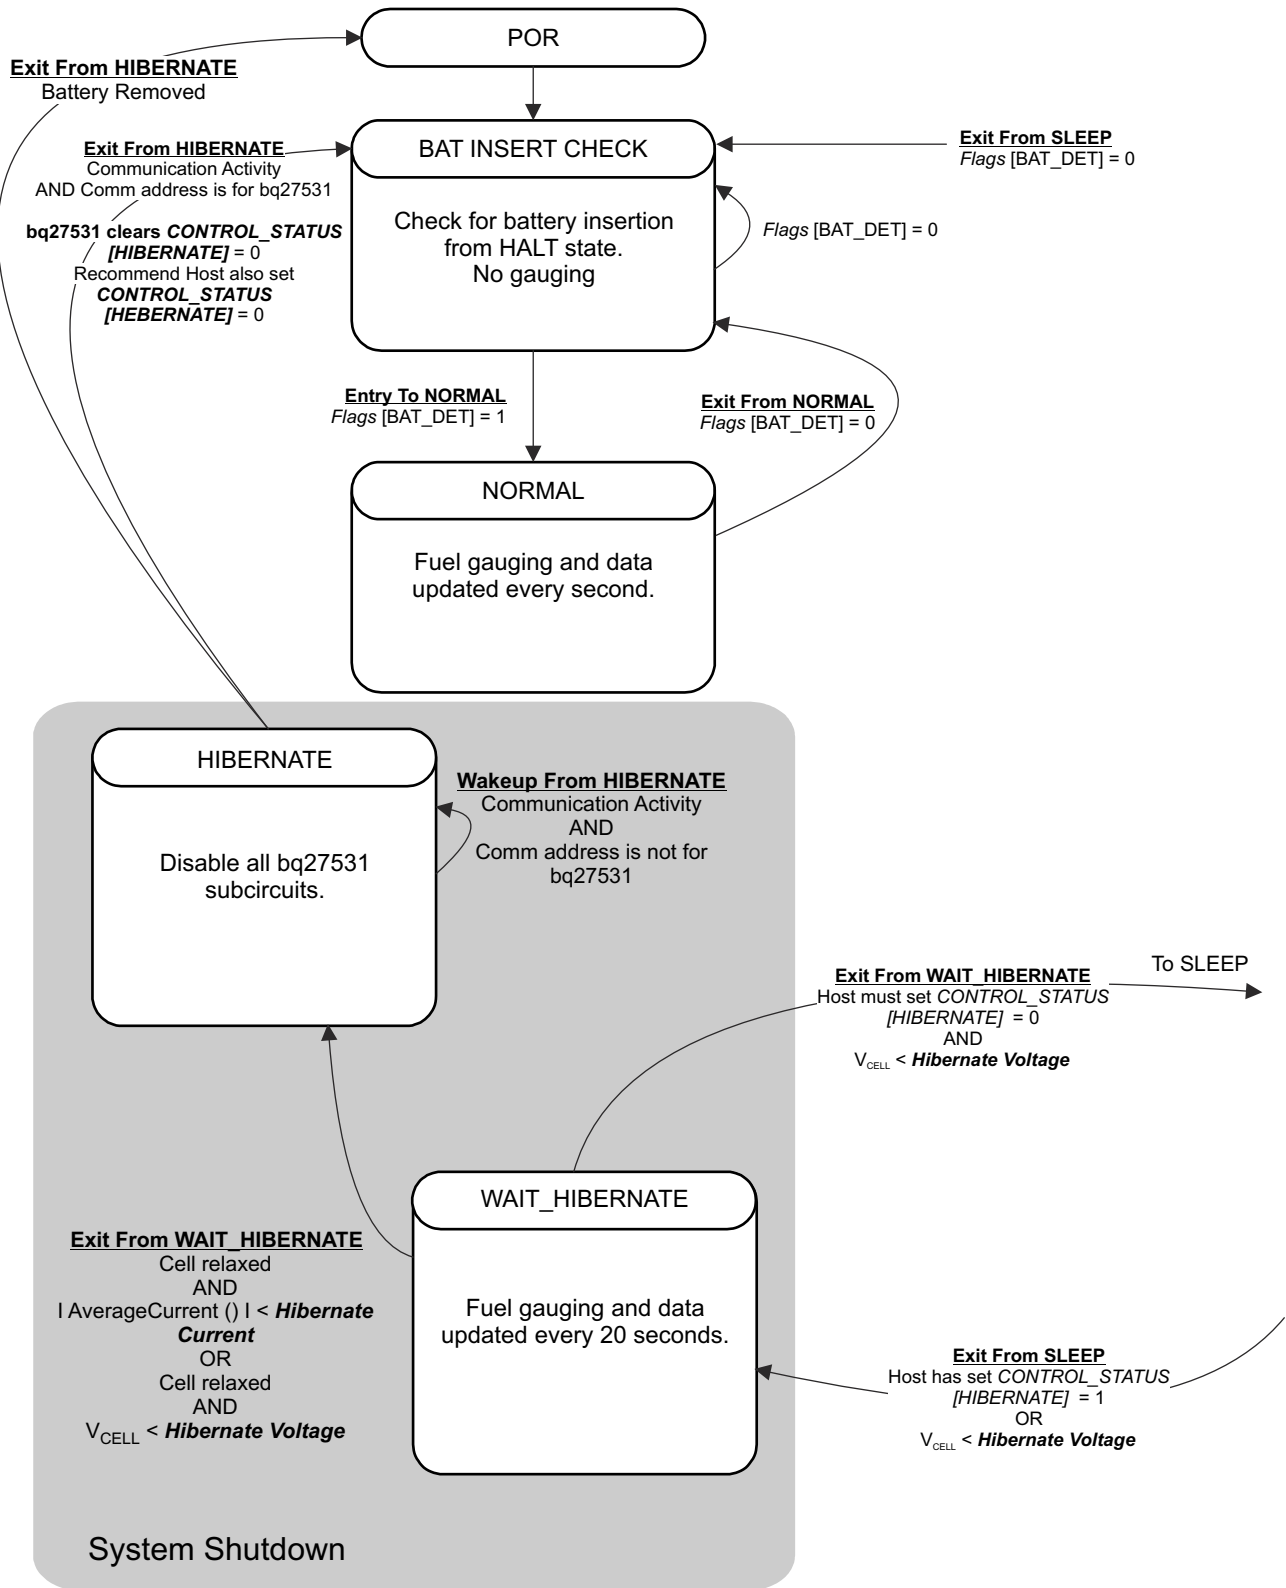 POR
Exit From HIBERNATE
Battery Removed
Exit From HIBERNATE
Communication Activity
AND Comm address is for bq27531
bq27531 clears CONTROL_STATUS
[HIBERNATE] = 0
Recommend Host also set
CONTROL_STATUS
[HEBERNATE] = 0
BAT INSERT CHECK
Check for battery insertion
from HALT state.
No gauging
Exit From SLEEP
Flags [BAT_DET] = 0
Flags [BAT_DET] = 0
Entry To NORMAL
Flags [BAT_DET] = 1
Exit From NORMAL
Flags [BAT_DET] = 0
NORMAL
Fuel gauging and data
updated every second.
HIBERNATE
Disable all bq27531
subcircuits.
Wakeup From HIBERNATE
Communication Activity
AND
Comm address is not for
bq27531
Exit From WAIT_HIBERNATE
Host must set CONTROL_STATUS
[HIBERNATE] = 0
AND
VCELL < Hibernate Voltage
To SLEEP
WAIT_HIBERNATE
Fuel gauging and data
updated every 20 seconds.
Exit From WAIT_HIBERNATE
Cell relaxed
AND
I AverageCurrent () I < Hibernate
Current
OR
Cell relaxed
AND
VCELL < Hibernate Voltage
Exit From SLEEP
Host has set CONTROL_STATUS
[HIBERNATE] = 1
OR
VCELL < Hibernate Voltage
System Shutdown